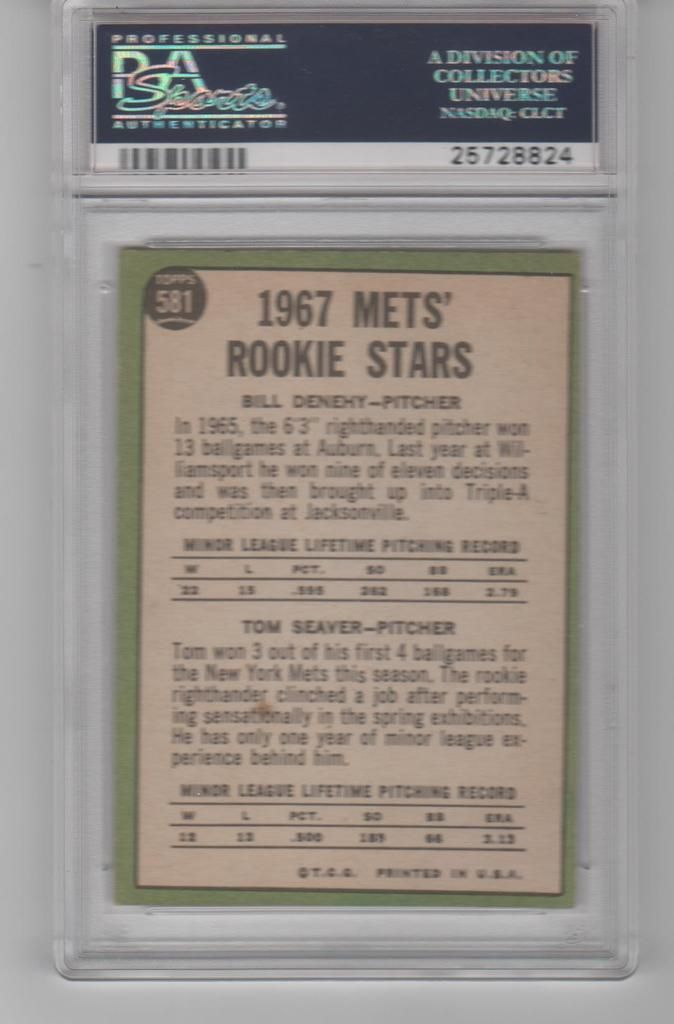 PROFESSIONAL
PSA
Sports
AUTHENTICATOR
A DIVISION OF
COLLECTORS
UNIVERSE
NASDAQ: CLCT
25728824
TOPPS
581
1967 METS'
ROOKIE STARS
BILL DENEHY—PITCHER
In 1965, the 6'3" righthanded pitcher won
13 ballgames at Auburn. Last year at Wil-
liamsport he won nine of eleven decisions
and was then brought up into Triple-A
competition at Jacksonville.
MINOR LEAGUE LIFETIME PITCHING RECORD
W L PCT. SO BB ERA
22 15 .595 262 168 2.79
TOM SEAVER—PITCHER
Tom won 3 out of his first 4 ballgames for
the New York Mets this season. The rookie
righthander clinched a job after perform-
ing sensationally in the spring exhibitions.
He has only one year of minor league ex-
perience behind him.
MINOR LEAGUE LIFETIME PITCHING RECORD
W L PCT. SO BB ERA
12 12 .500 66 3.13
©T.C.G. PRINTED IN U.S.A.